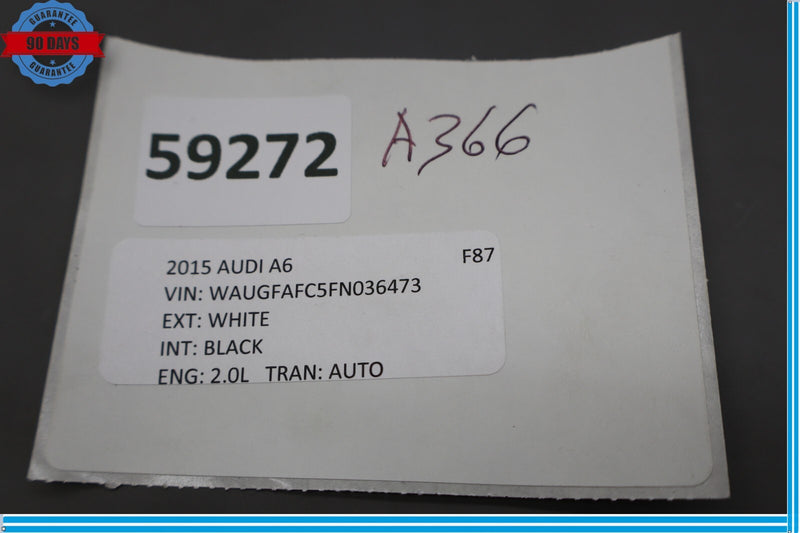 GUARANTEE
90 DAYS
GUARANTEE
59272
A366
2015 AUDI A6 F87
VIN: WAUGFAFC5FN036473
EXT: WHITE
INT: BLACK
ENG: 2.0L TRAN: AUTO